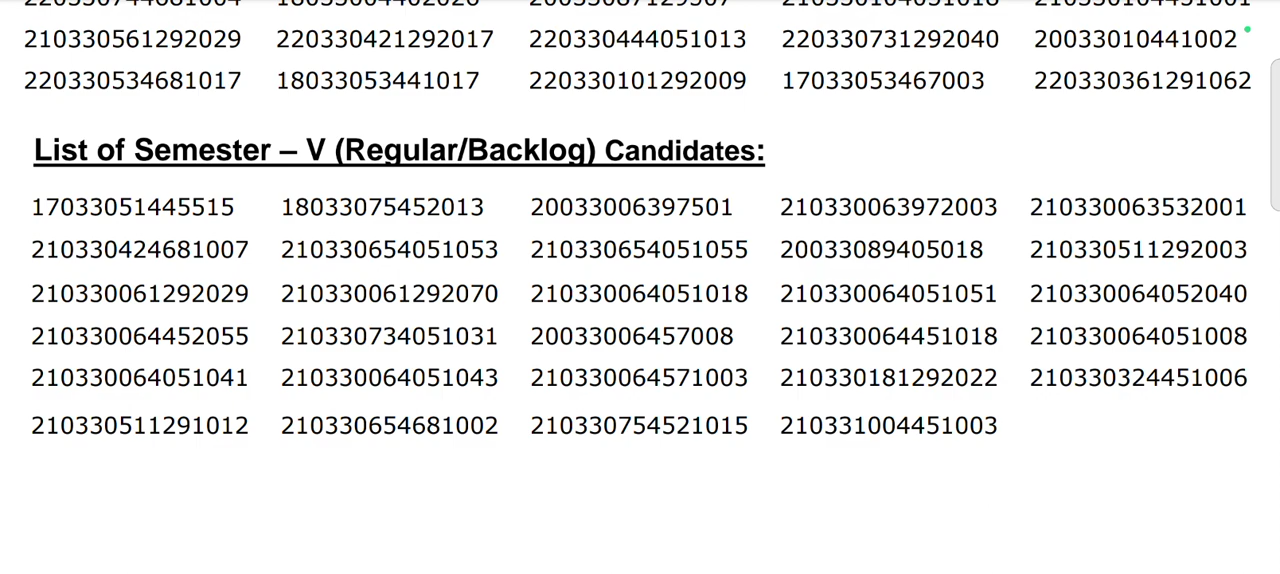 210330561292029 220330421292017 220330444051013 220330731292040 20033010441002
220330534681017 18033053441017 220330101292009 17033053467003 220330361291062
List of Semester – V (Regular/Backlog) Candidates:
17033051445515 18033075452013 20033006397501 210330063972003 210330063532001
210330424681007 210330654051053 210330654051055 20033089405018 210330511292003
210330061292029 210330061292070 210330064051018 210330064051051 210330064052040
210330064452055 210330734051031 20033006457008 210330064451018 210330064051008
210330064051041 210330064051043 210330064571003 210330181292022 210330324451006
210330511291012 210330654681002 210330754521015 210331004451003